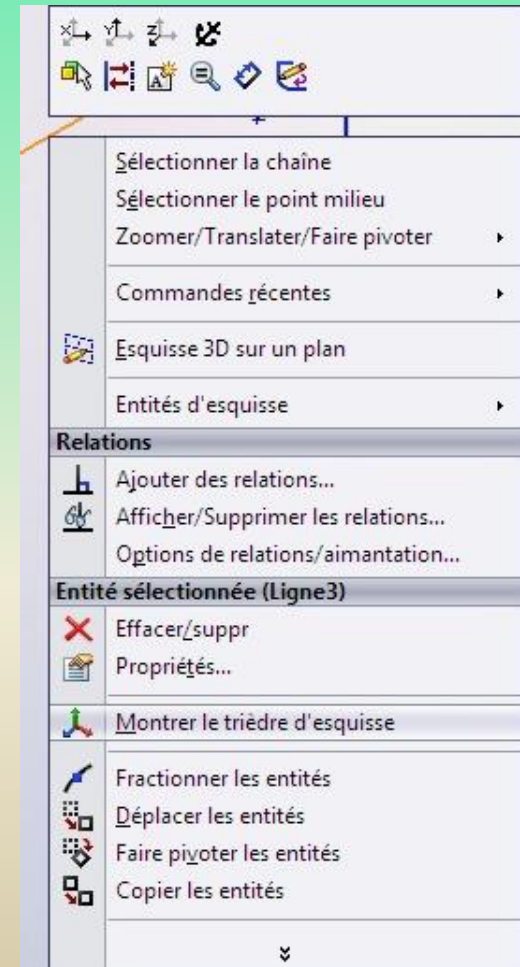 Sélectionner la chaîne
Sélectionner le point milieu
Zoomer/Translater/Faire pivoter
Commandes récentes
Esquisse 3D sur un plan
Entités d'esquisse
Relations
Ajouter des relations...
Afficher/Supprimer les relations...
Options de relations/aimantation...
Entité sélectionnée (Ligne3)
Effacer/suppr
Propriétés...
Montrer le trièdre d'esquisse
Fractionner les entités
Déplacer les entités
Faire pivoter les entités
Copier les entités